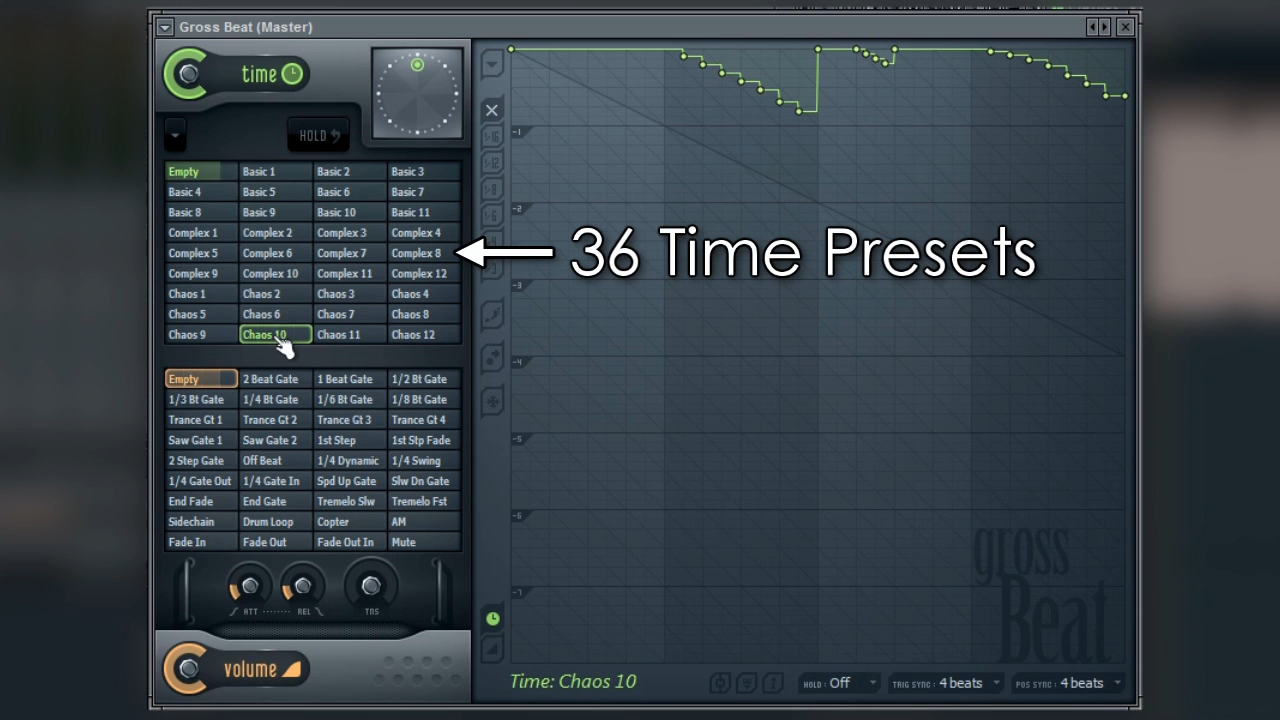 Gross Beat (Master)
time
HOLD
Empty Basic 1 Basic 2 Basic 3
Basic 4 Basic 5 Basic 6 Basic 7
Basic 8 Basic 9 Basic 10 Basic 11
Complex 1 Complex 2 Complex 3 Complex 4
Complex 5 Complex 6 Complex 7 Complex 8
Complex 9 Complex 10 Complex 11 Complex 12
Chaos 1 Chaos 2 Chaos 3 Chaos 4
Chaos 5 Chaos 6 Chaos 7 Chaos 8
Chaos 9 Chaos 10 Chaos 11 Chaos 12
Empty 2 Beat Gate 1 Beat Gate 1/2 Bt Gate
1/3 Bt Gate 1/4 Bt Gate 1/6 Bt Gate 1/8 Bt Gate
Trance Gt 1 Trance Gt 2 Trance Gt 3 Trance Gt 4
Saw Gate 1 Saw Gate 2 1st Step 1st Stp Fade
2 Step Gate Off Beat 1/4 Dynamic 1/4 Swing
1/4 Gate Out 1/4 Gate In Spd Up Gate Slw Dn Gate
End Fade End Gate Tremelo Slw Tremelo Fst
Sidechain Drum Loop Copter AM
Fade In Fade Out Fade Out In Mute
ATT REL TNS
volume
36 Time Presets
-1
-2
-3
-4
-5
-6
-7
gross
Beat
Time: Chaos 10
HOLD: Off TRIG SYNC: 4 beats POS SYNC: 4 beats